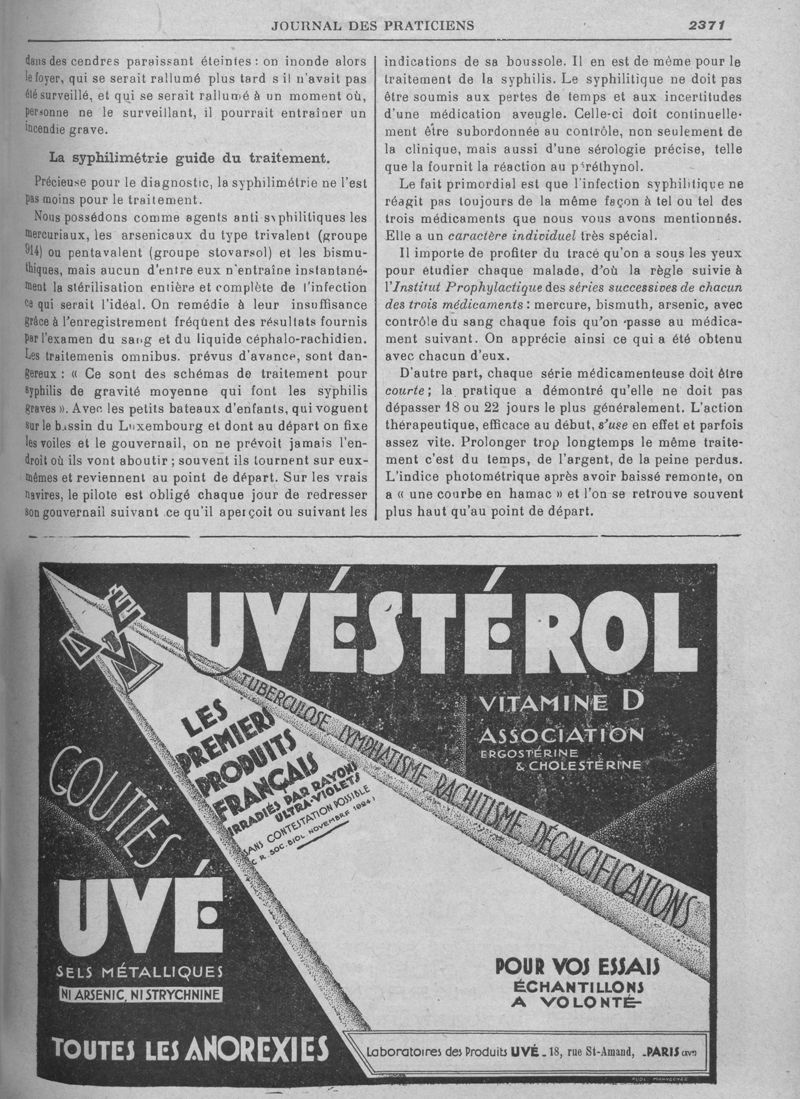 JOURNAL DES PRATICIENS 2371
dans des cendres paraissant éteintes : on inonde alors
le foyer, qui se serait rallumé plus tard s il n'avait pas
été surveillé, et qui se serait rallumé à un moment où,
personne ne le surveillant, il pourrait entraîner un
incendie grave.
La syphilimétrie guide du traitement.
Précieuse pour le diagnostic, la syphilimétrie ne l'est
pas moins pour le traitement.
Nous possédons comme agents anti syphilitiques les
mercuriaux, les arsenicaux du type trivalent (groupe
914) ou pentavalent (groupe stovarsol) et les bismu-
thiques, mais aucun d'entre eux n'entraîne instantané-
ment la stérilisation entière et complète de l'infection
ce qui serait l'idéal. On remédie à leur insuffisance
grâce à l'enregistrement fréqüent des résultats fournis
par l'examen du sang et du liquide céphalo-rachidien.
Les traitemenis omnibus. prévus d'avance, sont dan-
gereux : « Ce sont des schémas de traitement pour
syphilis de gravité moyenne qui font les syphilis
graves ». Avec les petits bateaux d'enfants, qui voguent
sur le bassin du Luxembourg et dont au départ on fixe
les voiles et le gouvernail, on ne prévoit jamais l'en-
droit où ils vont aboutir ; souvent ils tournent sur eux-
mêmes et reviennent au point de départ. Sur les vrais
navires, le pilote est obligé chaque jour de redresser
son gouvernail suivant ce qu'il aperçoit ou suivant les
indications de sa boussole. Il en est de même pour le
traitement de la syphilis. Le syphilitique ne doit pas
être soumis aux pertes de temps et aux incertitudes
d'une médication aveugle. Celle-ci doit continuelle-
ment être subordonnée au contrôle, non seulement de
la clinique, mais aussi d'une sérologie précise, telle
que la fournit la réaction au péréthynol.
Le fait primordial est que l'infection syphilitique ne
réagit pas toujours de la même façon à tel ou tel des
trois médicaments que nous vous avons mentionnés.
Elle a un caractère individuel très spécial.
Il importe de profiter du tracé qu'on a sous les yeux
pour étudier chaque malade, d'où la règle suivie à
l'Institut Prophylactique des séries successives de chacun
des trois médicaments : mercure, bismuth, arsenic, avec
contrôle du sang chaque fois qu'on passe au médica-
ment suivant. On apprécie ainsi ce qui a été obtenu
avec chacun d'eux.
D'autre part, chaque série médicamenteuse doit être
courte ; la pratique a démontré qu'elle ne doit pas
dépasser 18 ou 22 jours le plus généralement. L'action
thérapeutique, efficace au début, s'use en effet et parfois
assez vite. Prolonger trop longtemps le même traite-
ment c'est du temps, de l'argent, de la peine perdus.
L'indice photométrique après avoir baissé remonte, on
a « une courbe en hamac » et l'on se retrouve souvent
plus haut qu'au point de départ.
UVÉSTÉROL
VITAMINE D
ASSOCIATION
ERGOSTÉRINE
& CHOLESTÉRINE
TUBERCULOSE LYMPHATISME RACHITISME DÉCALCIFICATIONS
LES
PREMIERS
PRODUITS
FRANÇAIS
IRRADIÉS PAR RAYONS
ULTRA-VIOLETS
SANS CONTESTATION POSSIBLE
(C. R. SOC. BIOL NOVEMBRE 1924)
GOUTTES
UVÉ
SELS MÉTALLIQUES
NI ARSENIC, NI STRYCHNINE
TOUTES LES ANOREXIES
POUR VOS ESSAIS
ÉCHANTILLONS
A VOLONTÉ
Laboratoires des Produits UVÉ - 18, rue St-Amand, - PARIS (XVe)